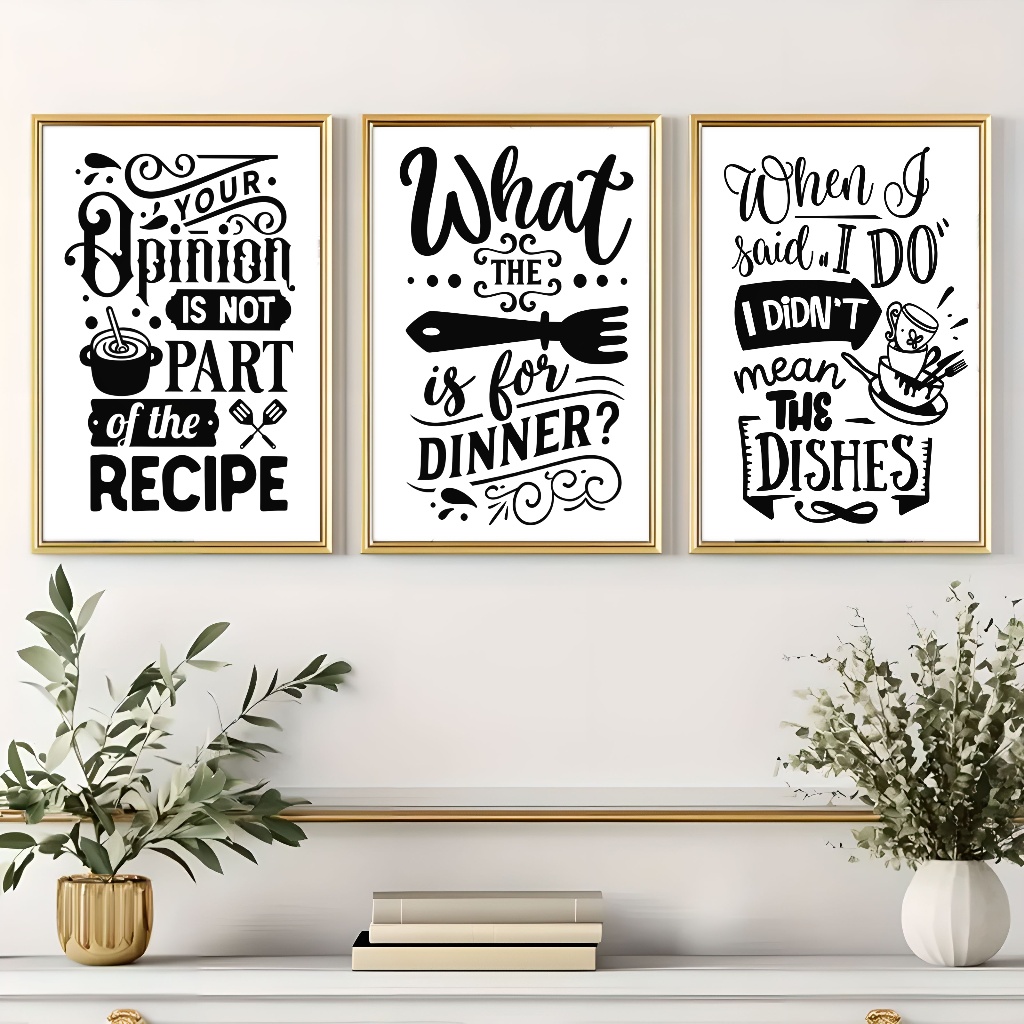 YOUR
Opinion
IS NOT
PART
of the
RECIPE
What
THE
is for
DINNER?
When I
said „I DO"
I DIDN'T
mean
THE
DISHES